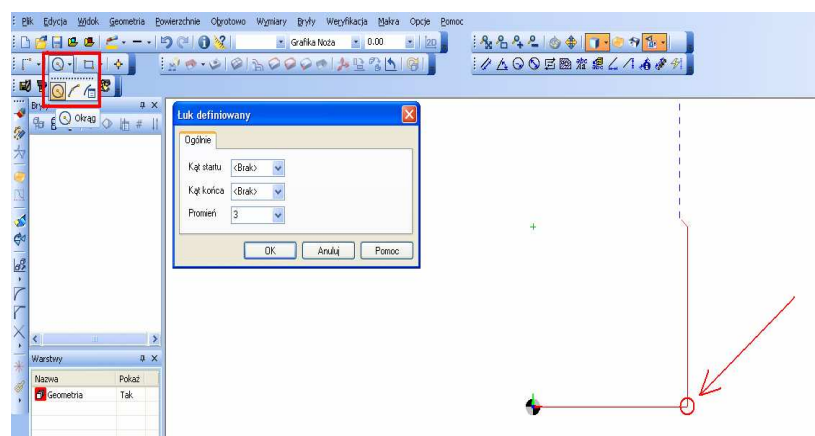 Plik Edycja Widok Geometria Powierzchnie Obrotowo Wymiary Bryły Weryfikacja Makra Opcje Pomoc
Grafika Noża 0.00 2D
Okrąg
Warstwy
Nazwa Pokaż
Geometria Tak
Łuk definiowany
Ogólnie
Kąt startu <Brak>
Kąt końca <Brak>
Promień 3
OK Anuluj Pomoc